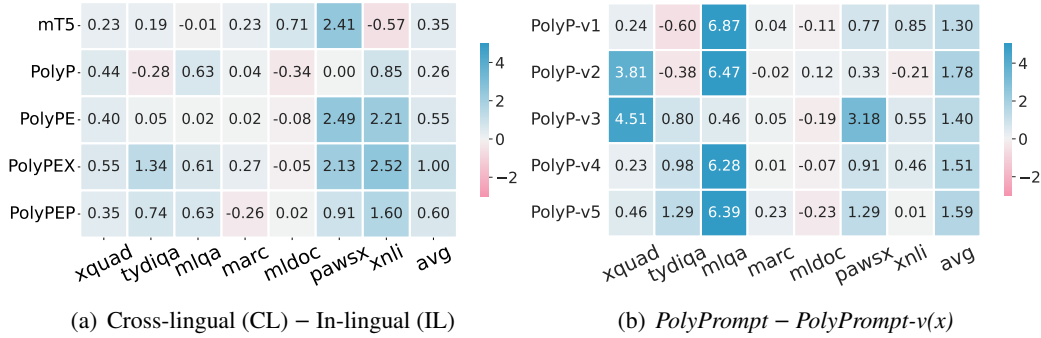 mT5 0.23 0.19 -0.01 0.23 0.71 2.41 -0.57 0.35
PolyP 0.44 -0.28 0.63 0.04 -0.34 0.00 0.85 0.26
PolyPE 0.40 0.05 0.02 0.02 -0.08 2.49 2.21 0.55
PolyPEX 0.55 1.34 0.61 0.27 -0.05 2.13 2.52 1.00
PolyPEP 0.35 0.74 0.63 -0.26 0.02 0.91 1.60 0.60
xquad tydiqa mlqa marc mldoc pawsx xnli avg
4
2
0
−2
(a) Cross-lingual (CL) − In-lingual (IL)
PolyP-v1 0.24 -0.60 6.87 0.04 -0.11 0.77 0.85 1.30
PolyP-v2 3.81 -0.38 6.47 -0.02 0.12 0.33 -0.21 1.78
PolyP-v3 4.51 0.80 0.46 0.05 -0.19 3.18 0.55 1.40
PolyP-v4 0.23 0.98 6.28 0.01 -0.07 0.91 0.46 1.51
PolyP-v5 0.46 1.29 6.39 0.23 -0.23 1.29 0.01 1.59
xquad tydiqa mlqa marc mldoc pawsx xnli avg
4
2
0
−2
(b) PolyPrompt − PolyPrompt-v(x)